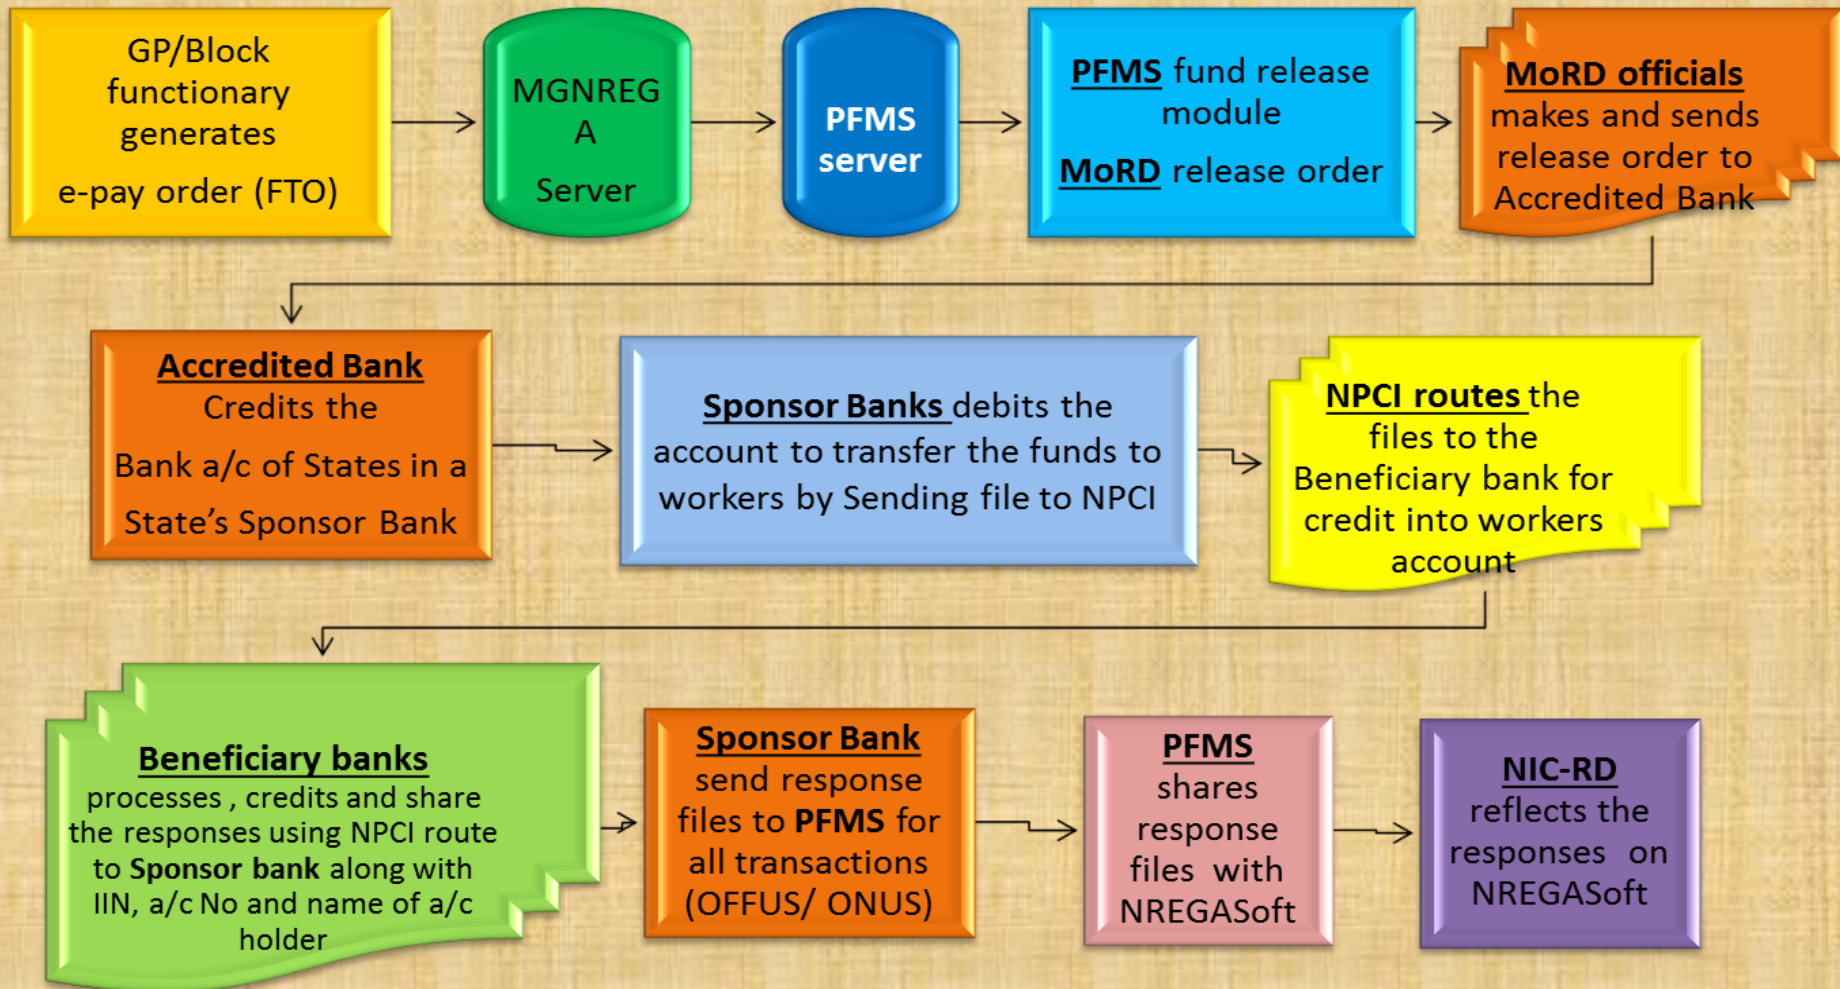 GP/Block
functionary
generates
e-pay order (FTO)
MGNREG
A
Server
PFMS
server
PFMS fund release
module
MoRD release order
MoRD officials
makes and sends
release order to
Accredited Bank
Accredited Bank
Credits the
Bank a/c of States in a
State’s Sponsor Bank
Sponsor Banks debits the
account to transfer the funds to
workers by Sending file to NPCI
NPCI routes the
files to the
Beneficiary bank for
credit into workers
account
Beneficiary banks
processes , credits and share
the responses using NPCI route
to Sponsor bank along with
IIN, a/c No and name of a/c
holder
Sponsor Bank
send response
files to PFMS for
all transactions
(OFFUS/ ONUS)
PFMS
shares
response
files with
NREGASoft
NIC-RD
reflects the
responses on
NREGASoft